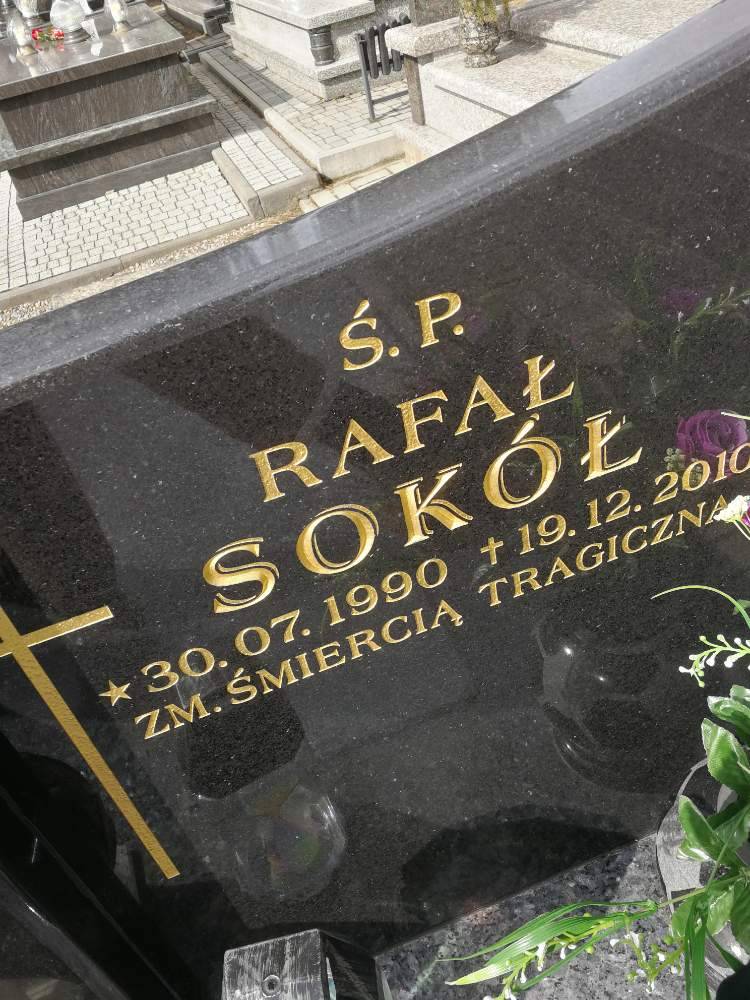 Ś. P.
RAFAŁ
SOKÓŁ
★ 30. 07. 1990 ✝ 19. 12. 2010
ZM. ŚMIERCIĄ TRAGICZNĄ